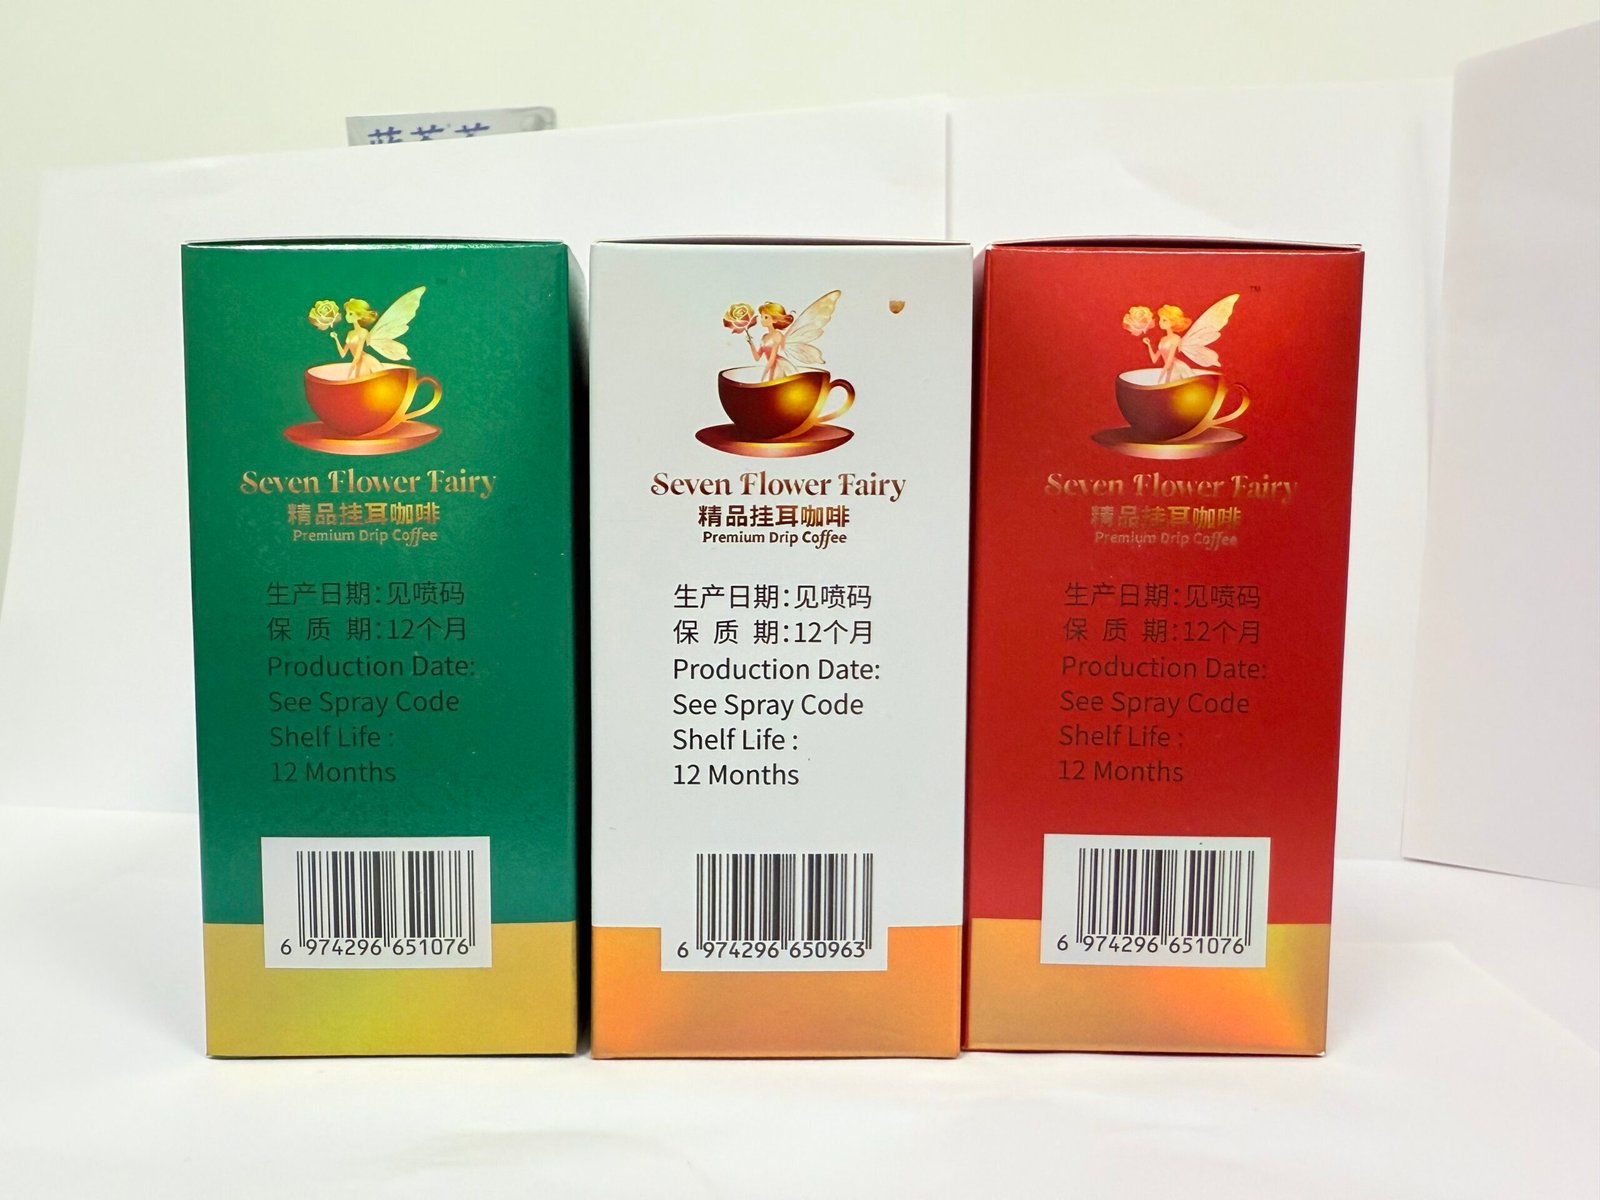 Seven Flower Fairy
精品挂耳咖啡
Premium Drip Coffee
生产日期：见喷码
保 质 期：12个月
Production Date:
See Spray Code
Shelf Life :
12 Months
6 974296 651076
Seven Flower Fairy
精品挂耳咖啡
Premium Drip Coffee
生产日期：见喷码
保 质 期：12个月
Production Date:
See Spray Code
Shelf Life :
12 Months
6 974296 650963
TM
Seven Flower Fairy
精品挂耳咖啡
Premium Drip Coffee
生产日期：见喷码
保 质 期：12个月
Production Date:
See Spray Code
Shelf Life :
12 Months
6 974296 651076